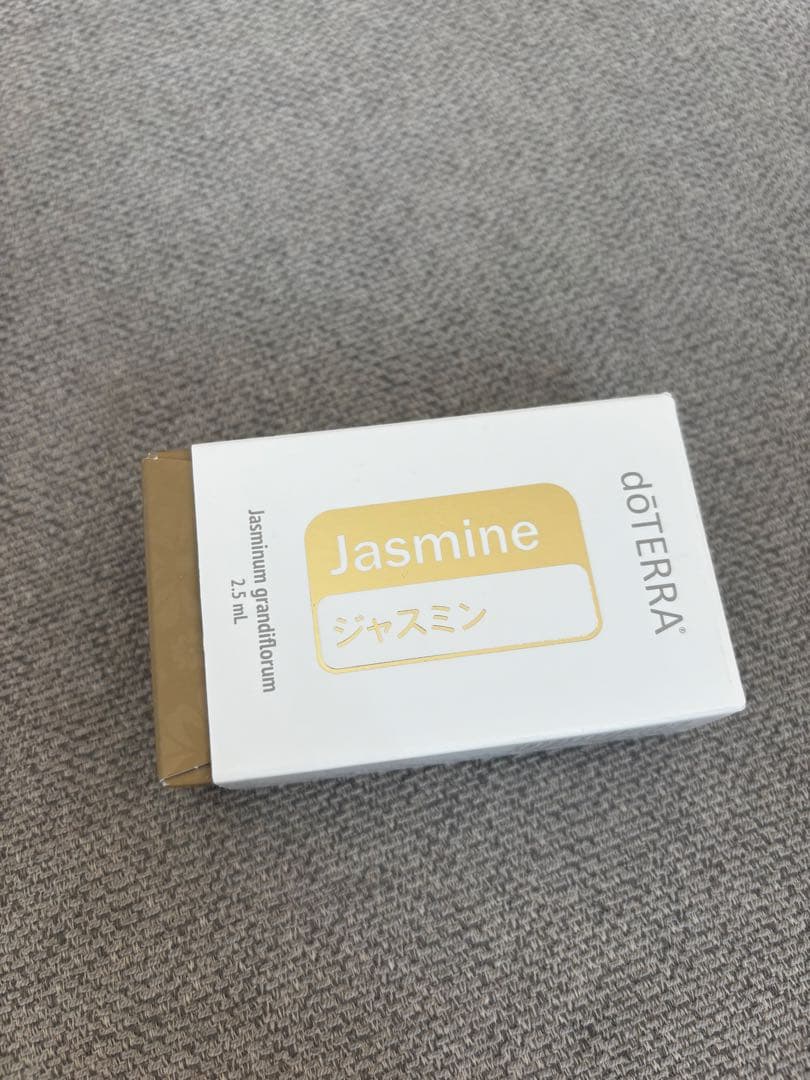 dōTERRA®
Jasmine
ジャスミン
Jasminum grandiflorum
2.5 mL